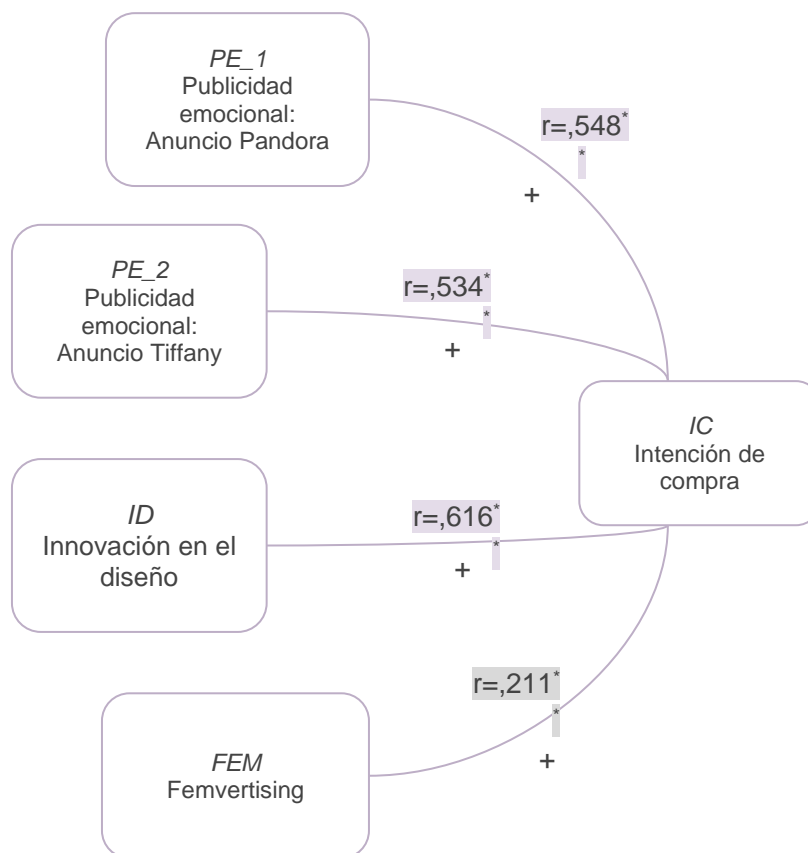 PE_1
Publicidad
emocional:
Anuncio Pandora
r=,548*
*
+
PE_2
Publicidad
emocional:
Anuncio Tiffany
r=,534*
*
+
IC
Intención de
compra
ID
Innovación en el
diseño
r=,616*
*
+
r=,211*
*
+
FEM
Femvertising